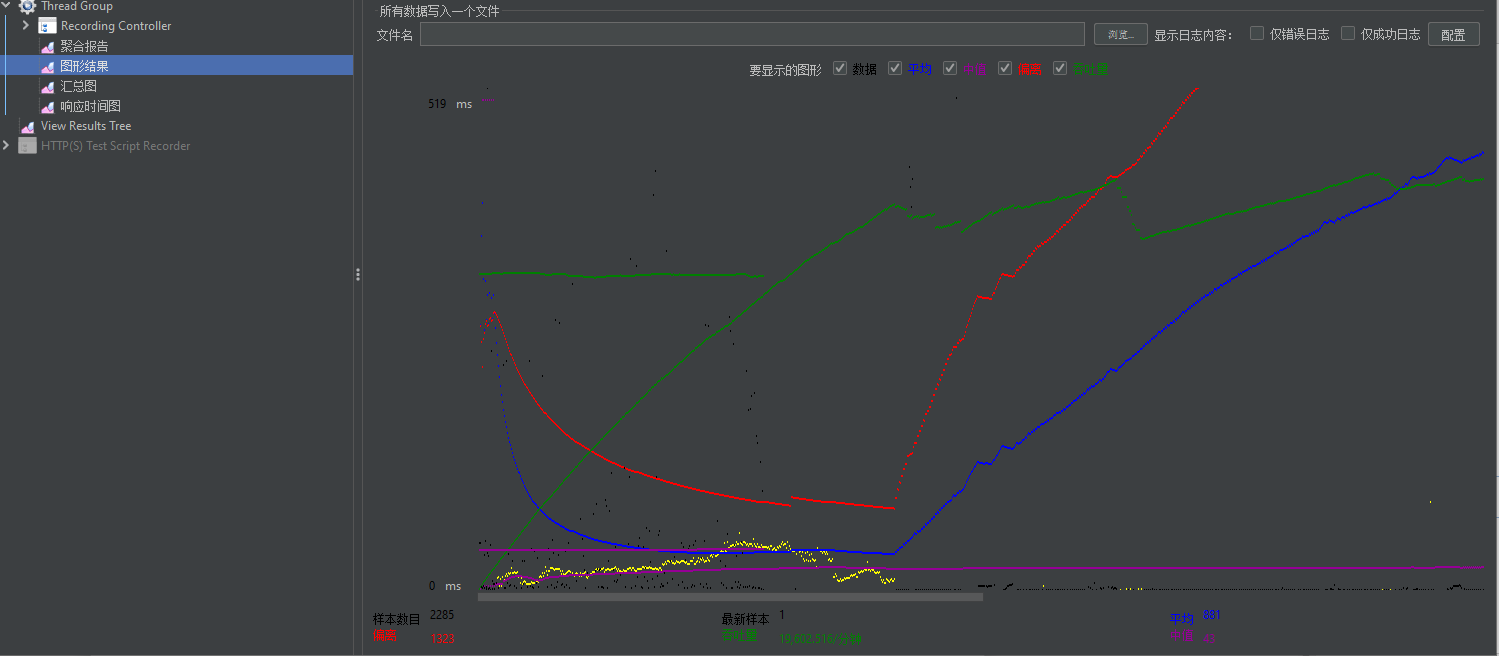 Thread Group
所有数据写入一个文件
Recording Controller
文件名
浏览...
显示日志内容：
仅错误日志
仅成功日志
配置
聚合报告
图形结果
汇总图
响应时间图
View Results Tree
HTTP(S) Test Script Recorder
要显示的图形
数据
平均
中值
偏离
吞吐量
519 ms
0 ms
样本数目 2285
最新样本 1
平均 881
偏离 1323
吞吐量 19,602.516/分钟
中值